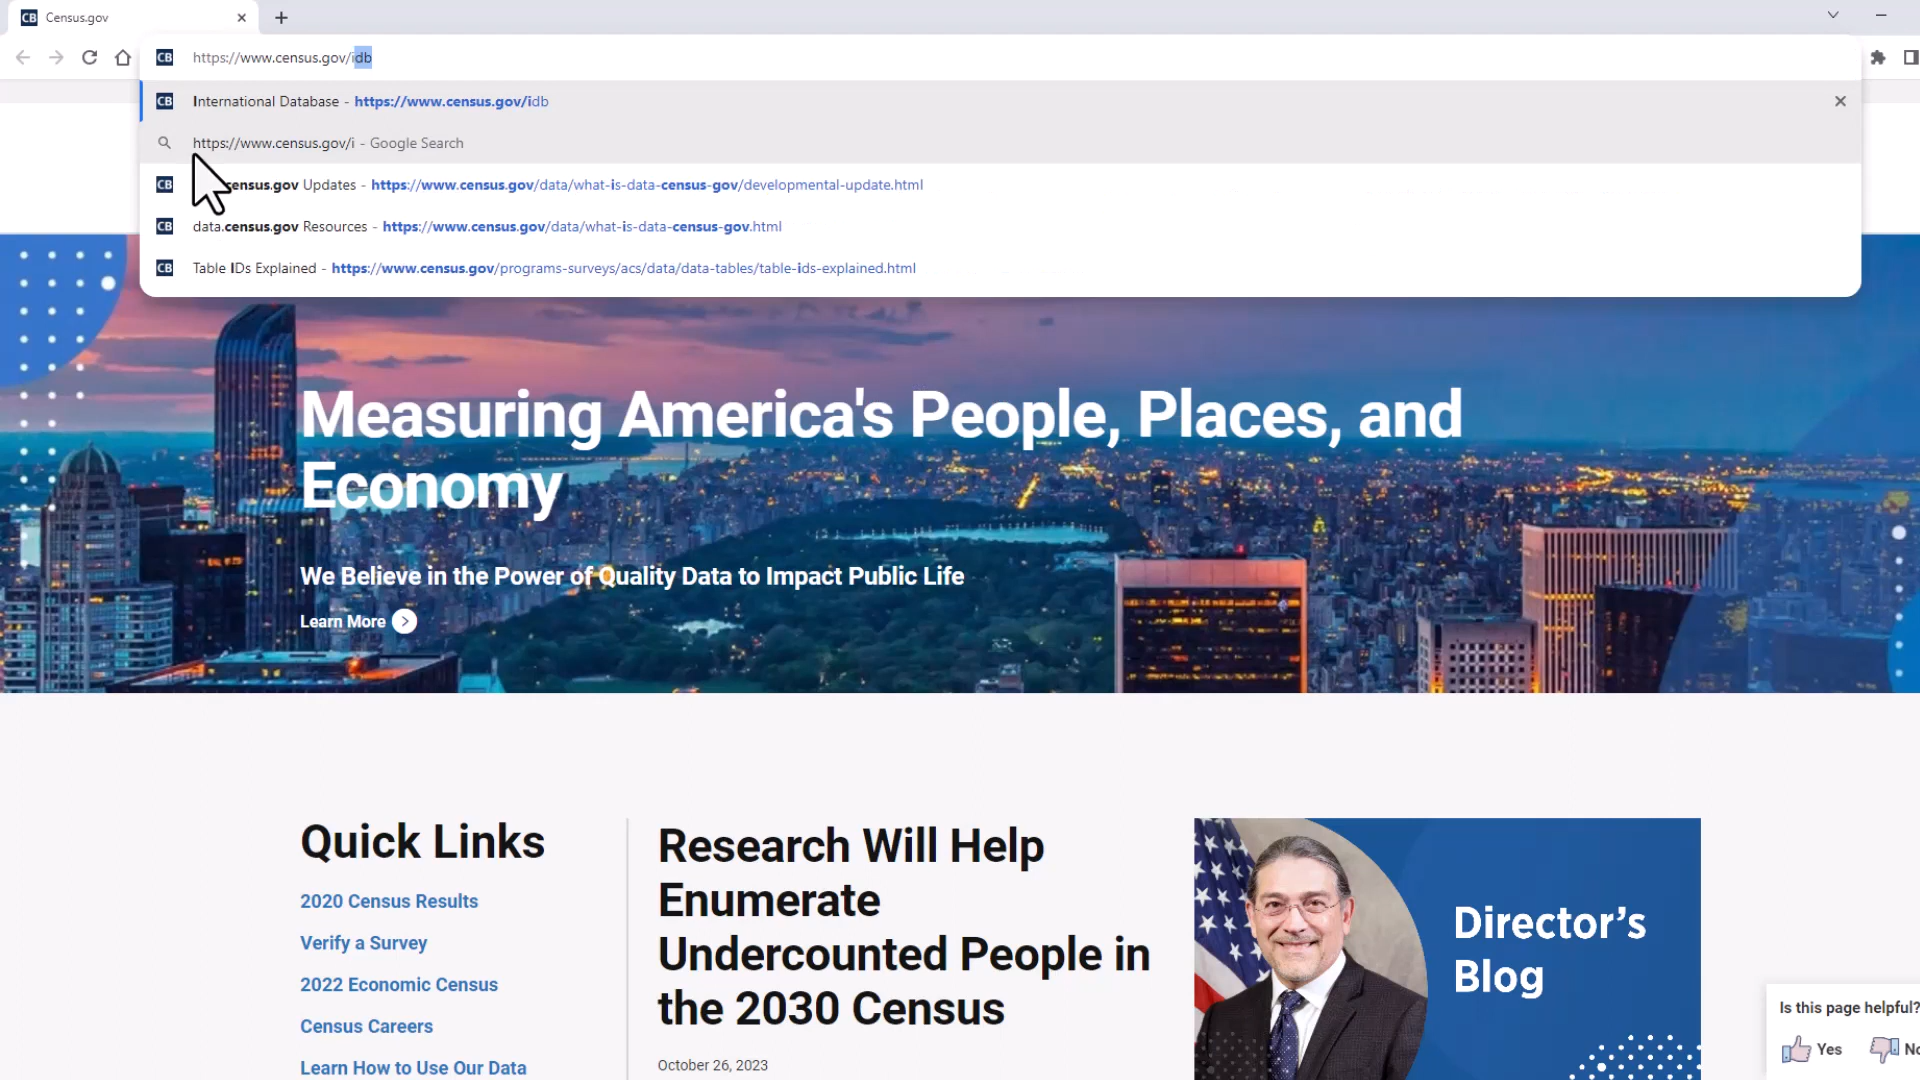 CB Census.gov
CB https://www.census.gov/idb
CB International Database - https://www.census.gov/idb
https://www.census.gov/i - Google Search
CB census.gov Updates - https://www.census.gov/data/what-is-data-census-gov/developmental-update.html
CB data.census.gov Resources - https://www.census.gov/data/what-is-data-census-gov.html
CB Table IDs Explained - https://www.census.gov/programs-surveys/acs/data/data-tables/table-ids-explained.html
Measuring America's People, Places, and
Economy
We Believe in the Power of Quality Data to Impact Public Life
Learn More
Quick Links
2020 Census Results
Verify a Survey
2022 Economic Census
Census Careers
Learn How to Use Our Data
Research Will Help
Enumerate
Undercounted People in
the 2030 Census
October 26, 2023
Director's
Blog
Is this page helpful?
Yes